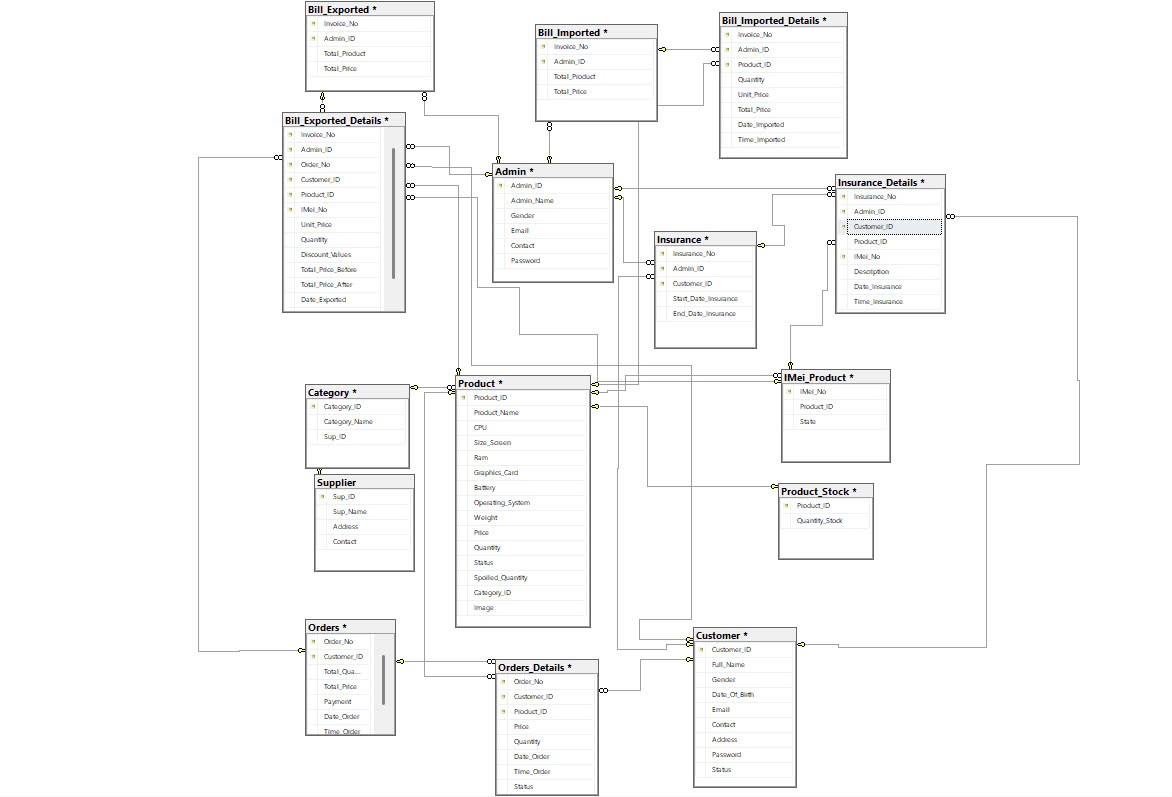 Bill_Exported *
Invoice_No
Admin_ID
Total_Product
Total_Price
Bill_Imported *
Invoice_No
Admin_ID
Total_Product
Total_Price
Bill_Imported_Details *
Invoice_No
Admin_ID
Product_ID
Quantity
Unit_Price
Total_Price
Date_Imported
Time_Imported
Bill_Exported_Details *
Invoice_No
Admin_ID
Order_No
Customer_ID
Product_ID
IMei_No
Unit_Price
Quantity
Discount_Values
Total_Price_Before
Total_Price_After
Date_Exported
Admin *
Admin_ID
Admin_Name
Gender
Email
Contact
Password
Insurance_Details *
Insurance_No
Admin_ID
Customer_ID
Product_ID
IMei_No
Description
Date_Insurance
Time_Insurance
Insurance *
Insurance_No
Admin_ID
Customer_ID
Start_Date_Insurance
End_Date_Insurance
Category *
Category_ID
Category_Name
Sup_ID
Product *
Product_ID
Product_Name
CPU
Size_Screen
Ram
Graphics_Card
Battery
Operating_System
Weight
Price
Quantity
Status
Spoiled_Quantity
Category_ID
Image
IMei_Product *
IMei_No
Product_ID
State
Supplier
Sup_ID
Sup_Name
Address
Contact
Product_Stock *
Product_ID
Quantity_Stock
Orders *
Order_No
Customer_ID
Total_Qua...
Total_Price
Payment
Date_Order
Time_Order
Orders_Details *
Order_No
Customer_ID
Product_ID
Price
Quantity
Date_Order
Time_Order
Status
Customer *
Customer_ID
Full_Name
Gender
Date_Of_Birth
Email
Contact
Address
Password
Status